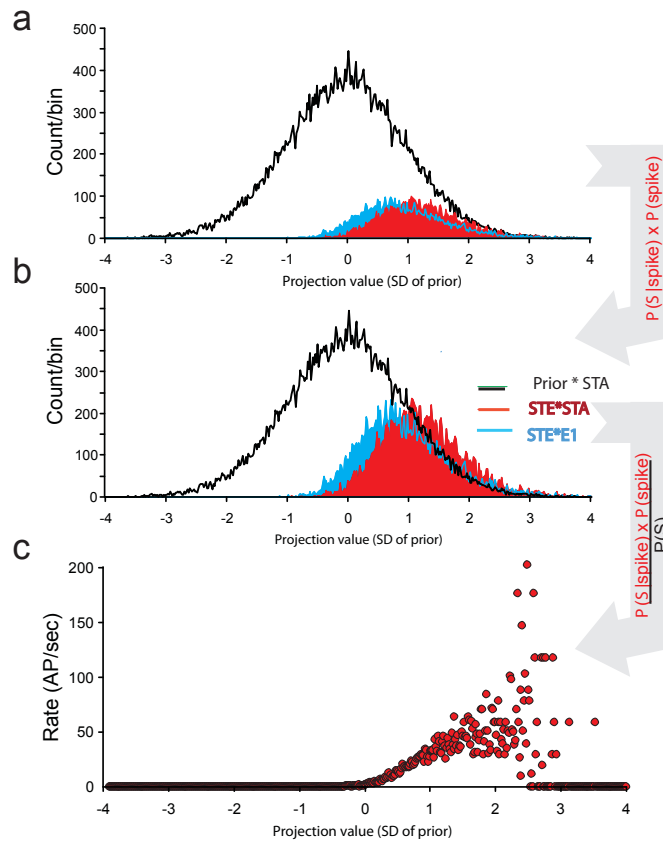 a
500
400
300
200
100
0
Count/bin
-4 -3 -2 -1 0 1 2 3 4
Projection value (SD of prior)
P (S |spike) x P (spike)
b
500
400
300
200
100
0
Count/bin
Prior * STA
STE*STA
STE*E1
-4 -3 -2 -1 0 1 2 3 4
Projection value (SD of prior)
P (S |spike) x P (spike)
P(S)
c
200
150
100
50
0
Rate (AP/sec)
-4 -3 -2 -1 0 1 2 3 4
Projection value (SD of prior)